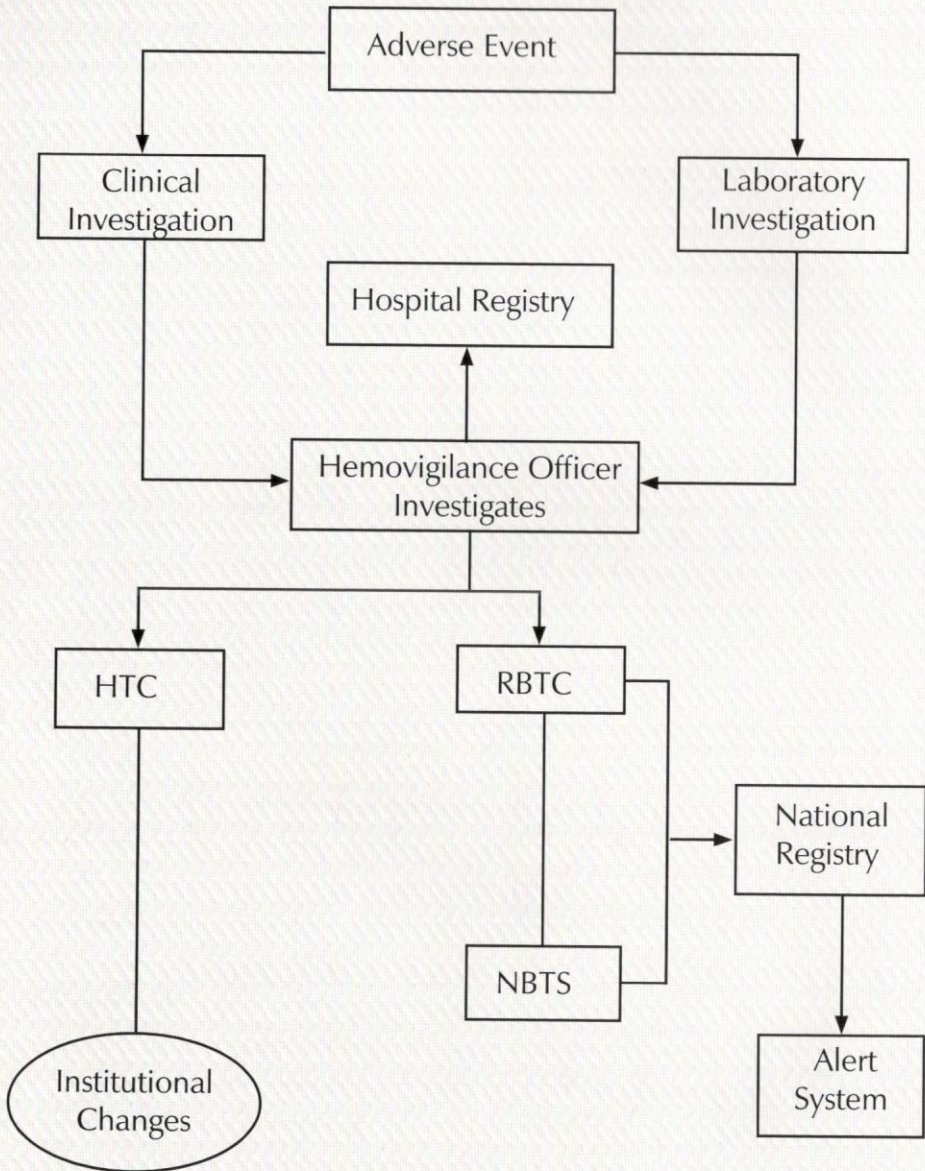 Adverse Event
Clinical
Investigation
Laboratory
Investigation
Hospital Registry
Hemovigilance Officer
Investigates
HTC
RBTC
National
Registry
NBTS
Institutional
Changes
Alert
System